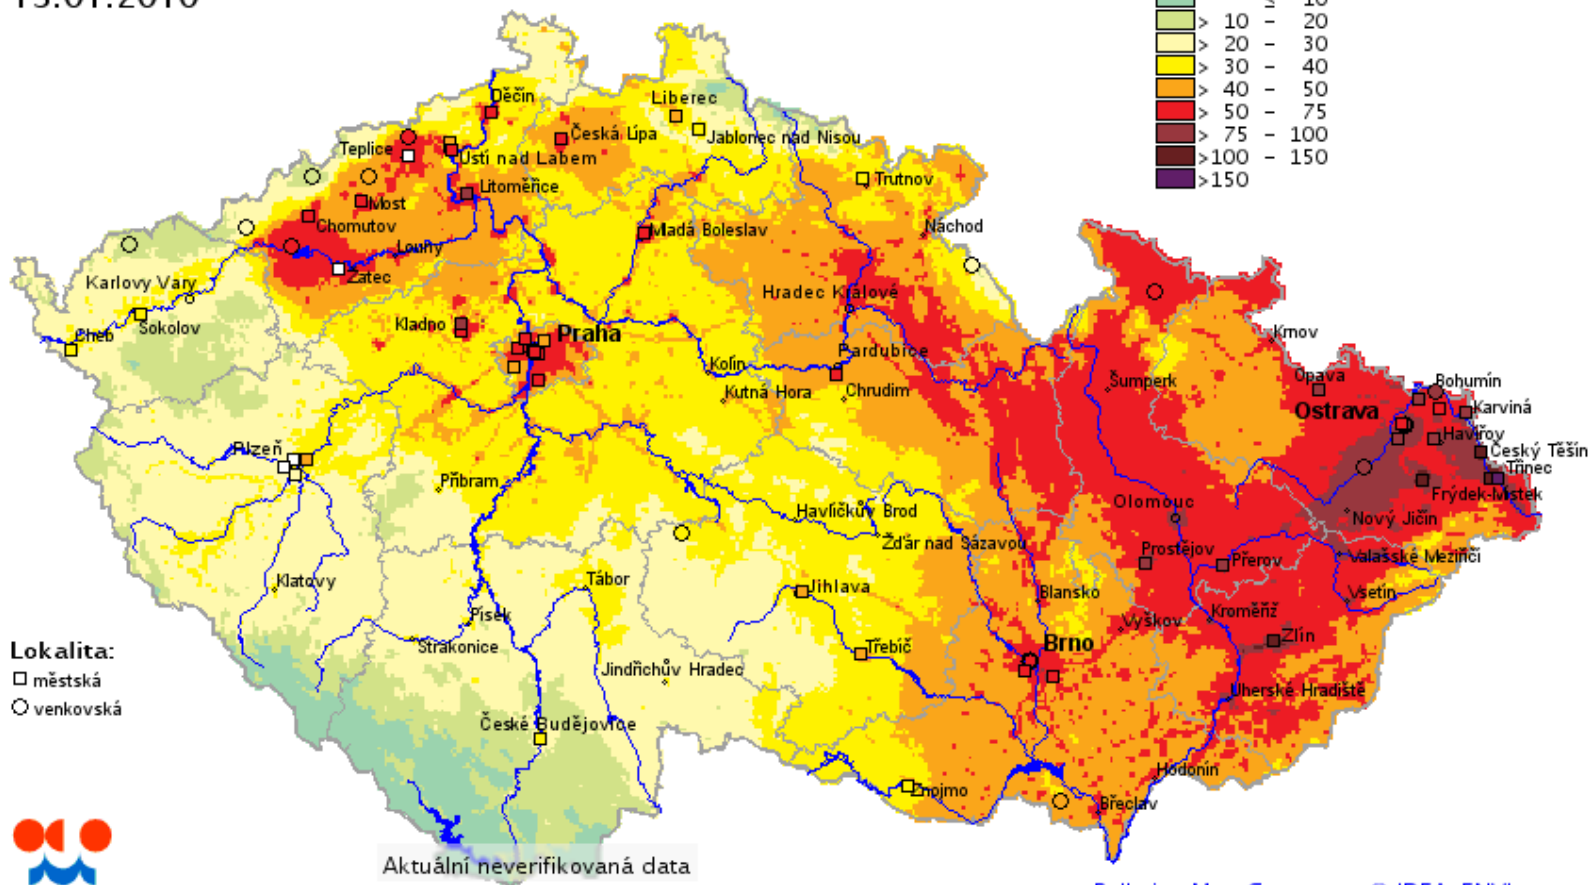 13.01.2010
> 10 - 20
> 20 - 30
> 30 - 40
> 40 - 50
> 50 - 75
> 75 - 100
>100 - 150
>150
Děčín
Liberec
Česká Lípa
Jablonec nad Nisou
Teplice
Ústí nad Labem
Litoměřice
Trutnov
Most
Chomutov
Mladá Boleslav
Náchod
Louny
Žatec
Karlovy Vary
Hradec Králové
Sokolov
Kladno
Praha
Cheb
Krnov
Pardubice
Kolín
Kutná Hora
Chrudim
Šumperk
Opava
Bohumín
Ostrava
Karviná
Havířov
Český Těšín
Třinec
Plzeň
Příbram
Frýdek-Místek
Olomouc
Havlíčkův Brod
Nový Jičín
Žďár nad Sázavou
Prostějov
Přerov
Valašské Meziříčí
Klatovy
Tábor
Jihlava
Blansko
Vsetín
Písek
Vyškov
Kroměříž
Zlín
Strakonice
Třebíč
Brno
Lokalita:
městská
venkovská
Jindřichův Hradec
Uherské Hradiště
České Budějovice
Znojmo
Hodonín
Břeclav
Aktuální neverifikovaná data